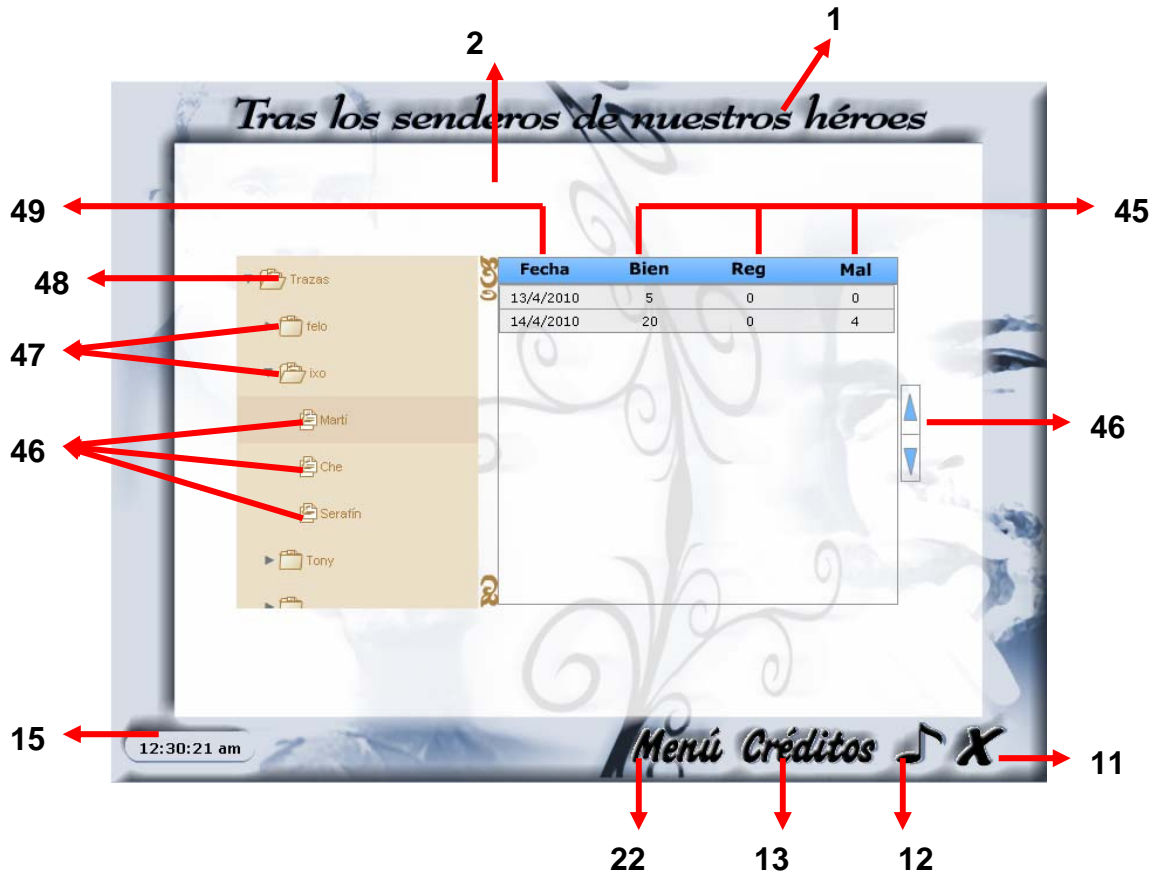 1
2
Tras los senderos de nuestros héroes
49
45
48
Trazas
Fecha Bien Reg Mal
13/4/2010 5 0 0
14/4/2010 20 0 4
47
felo
ixo
46
Martí
Che
Serafín
46
Tony
15
12:30:21 am
Menú Créditos X
11
22 13 12